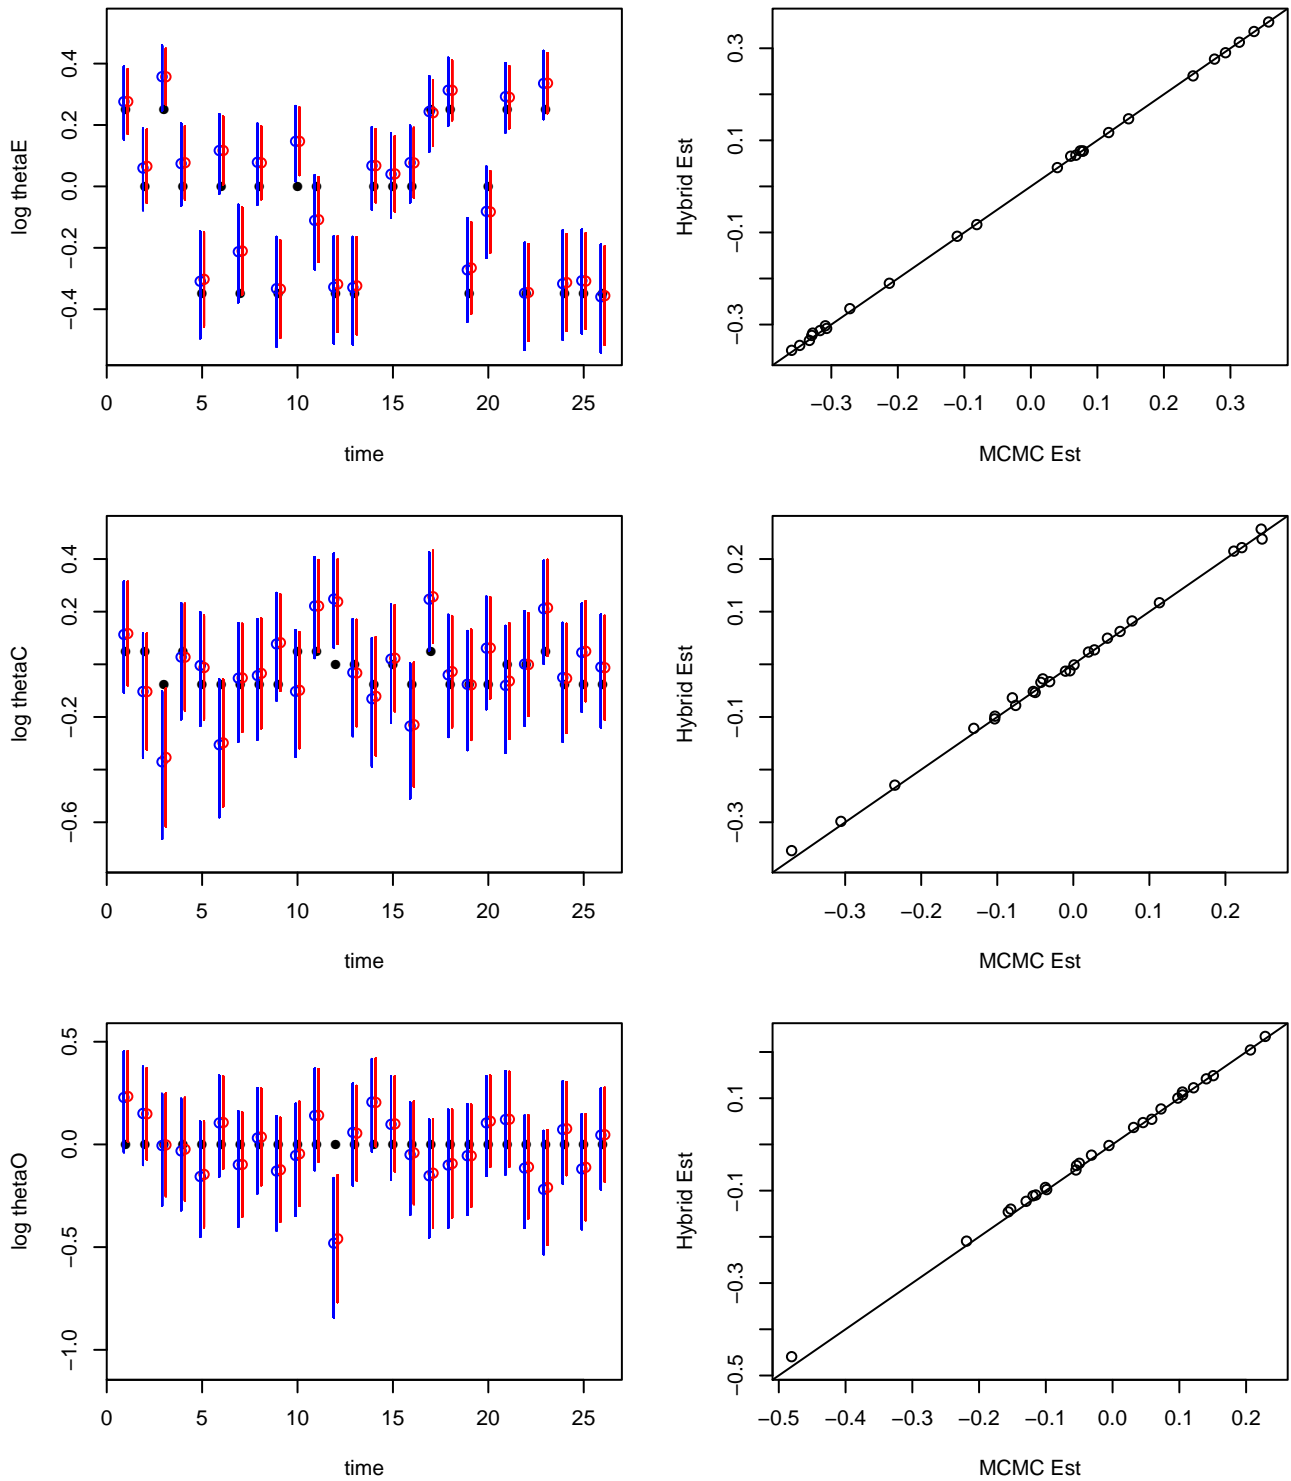 log thetaE
0.4
0.2
0.0
−0.2
−0.4
0 5 10 15 20 25
time
Hybrid Est
0.3
0.1
−0.1
−0.3
−0.3 −0.2 −0.1 0.0 0.1 0.2 0.3
MCMC Est
log thetaC
0.4
0.2
−0.2
−0.6
0 5 10 15 20 25
time
Hybrid Est
0.2
0.1
−0.1
−0.3
−0.3 −0.2 −0.1 0.0 0.1 0.2
MCMC Est
log thetaO
0.5
0.0
−0.5
−1.0
0 5 10 15 20 25
time
Hybrid Est
0.1
−0.1
−0.3
−0.5
−0.5 −0.4 −0.3 −0.2 −0.1 0.0 0.1 0.2
MCMC Est